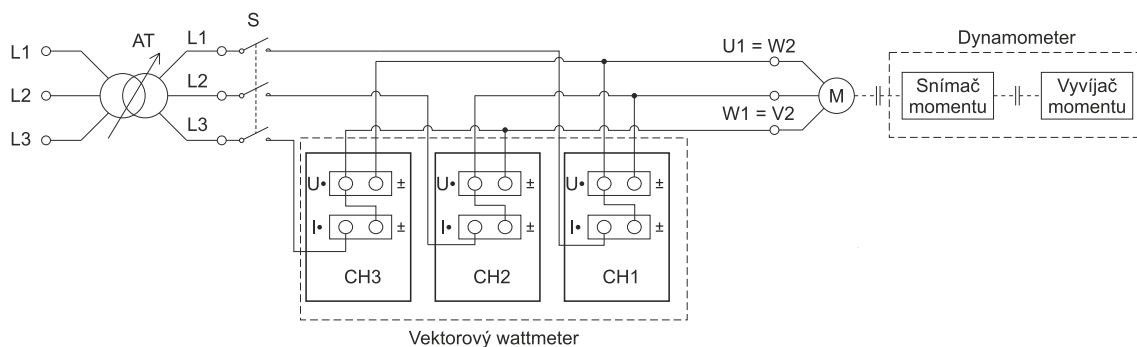 L1
L2
L3
AT
L1
L2
L3
S
U1 = W2
W1 = V2
M
Dynamometer
Snímač
momentu
Vyvíjač
momentu
U•
±
I•
±
CH3
U•
±
I•
±
CH2
U•
±
I•
±
CH1
Vektorový wattmeter